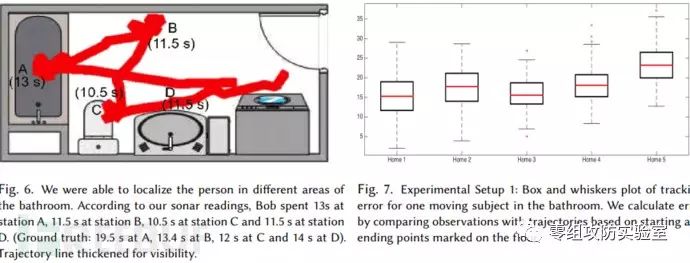 B
(11.5 s)
A
(13 s)
(10.5 s)
C
D
(11.5 s)
35
30
25
20
15
10
5
Home 1
Home 2
Home 3
Home 4
Home 5
Fig. 6. We were able to localize the person in different areas of
the bathroom. According to our sonar readings, Bob spent 13s at
station A, 11.5 s at station B, 10.5 s at station C and 11.5 s at station
D. (Ground truth: 19.5 s at A, 13.4 s at B, 12 s at C and 14 s at D).
Trajectory line thickened for visibility.
Fig. 7. Experimental Setup 1: Box and whiskers plot of tracki
error for one moving subject in the bathroom. We calculate er
by comparing observations with trajectories based on starting a
ending points marked on the
零组攻防实验室